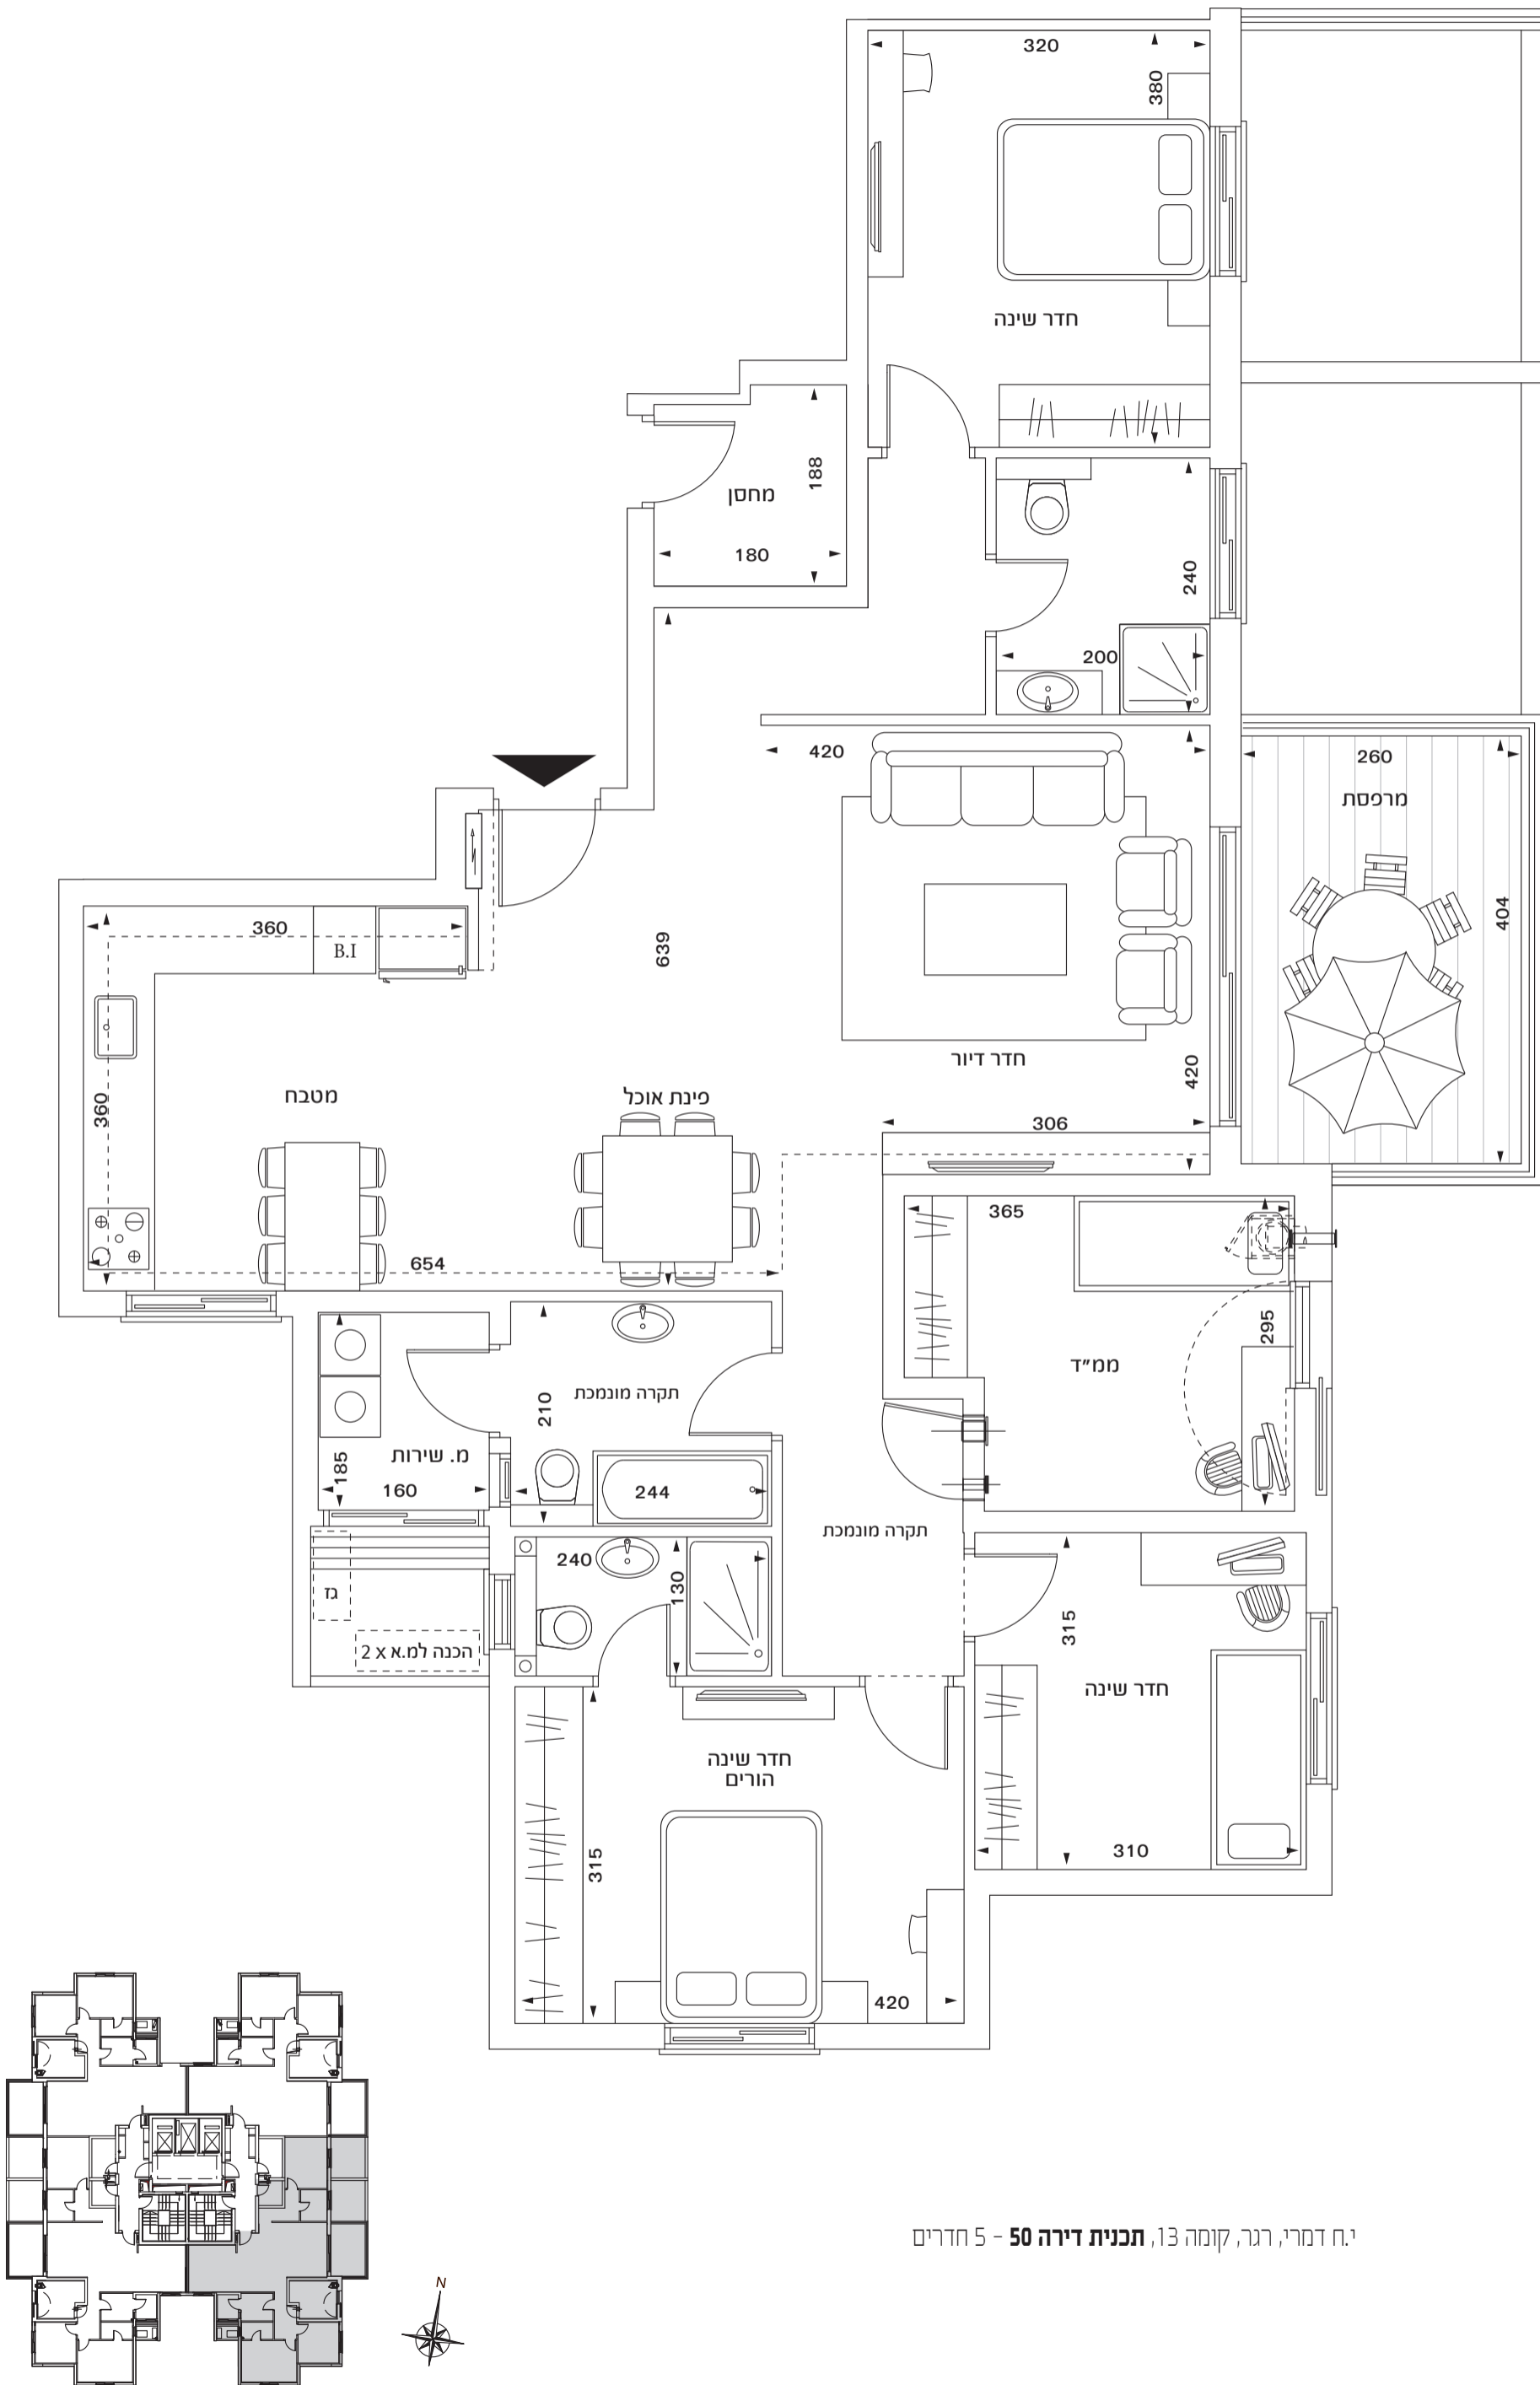 320
380
חדר שינה
188
מחסן
180
240
200
420
260
מרפסת
404
360
B.I
639
חדר דיור
420
360
מטבח
פינת אוכל
306
654
365
295
ממ״ד
210
תקרה מונמכת
185
מ. שירות
160
244
תקרה מונמכת
240
130
גז
הכנה למ.א x 2
315
חדר שינה
חדר שינה
הורים
315
310
420
י.ח דמרי, רגר, קומה 13, תכנית דירה 50 - 5 חדרים
N